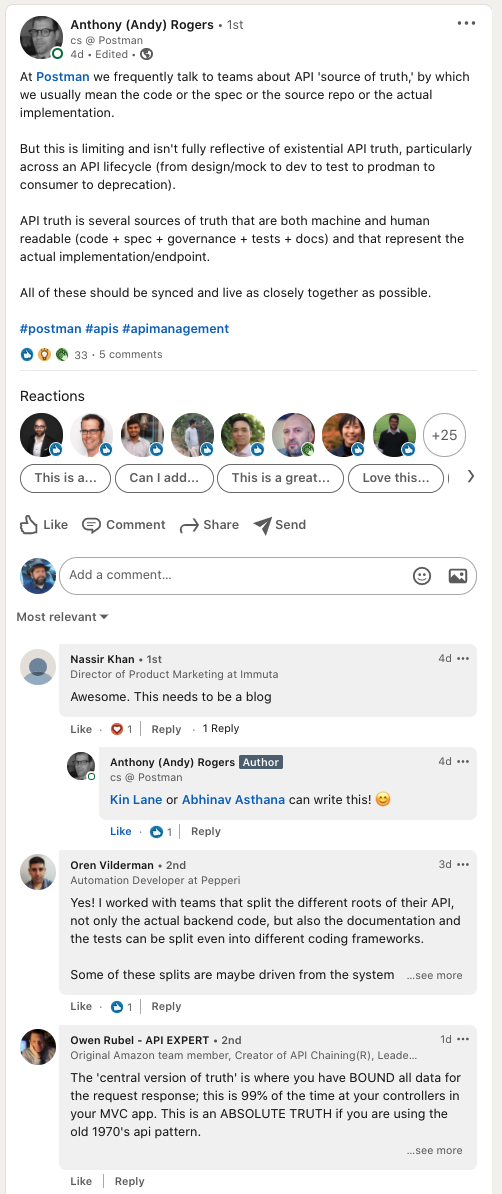 Anthony (Andy) Rogers • 1st
cs @ Postman
4d • Edited •
At Postman we frequently talk to teams about API 'source of truth,' by which
we usually mean the code or the spec or the source repo or the actual
implementation.
But this is limiting and isn't fully reflective of existential API truth, particularly
across an API lifecycle (from design/mock to dev to test to prodman to
consumer to deprecation).
API truth is several sources of truth that are both machine and human
readable (code + spec + governance + tests + docs) and that represent the
actual implementation/endpoint.
All of these should be synced and live as closely together as possible.
#postman #apis #apimanagement
33 · 5 comments
Reactions
+25
This is a...
Can I add...
This is a great...
Love this...
Like
Comment
Share
Send
Add a comment...
Most relevant
Nassir Khan • 1st
4d
Director of Product Marketing at Immuta
Awesome. This needs to be a blog
Like · 1 | Reply · 1 Reply
Anthony (Andy) Rogers Author
4d
cs @ Postman
Kin Lane or Abhinav Asthana can write this! 😊
Like · 1 | Reply
Oren Vilderman • 2nd
3d
Automation Developer at Pepperi
Yes! I worked with teams that split the different roots of their API,
not only the actual backend code, but also the documentation and
the tests can be split even into different coding frameworks.
Some of these splits are maybe driven from the system ...see more
Like · 1 | Reply
Owen Rubel - API EXPERT • 2nd
1d
Original Amazon team member, Creator of API Chaining(R), Leade...
The 'central version of truth' is where you have BOUND all data for
the request response; this is 99% of the time at your controllers in
your MVC app. This is an ABSOLUTE TRUTH if you are using the
old 1970's api pattern.
...see more
Like | Reply